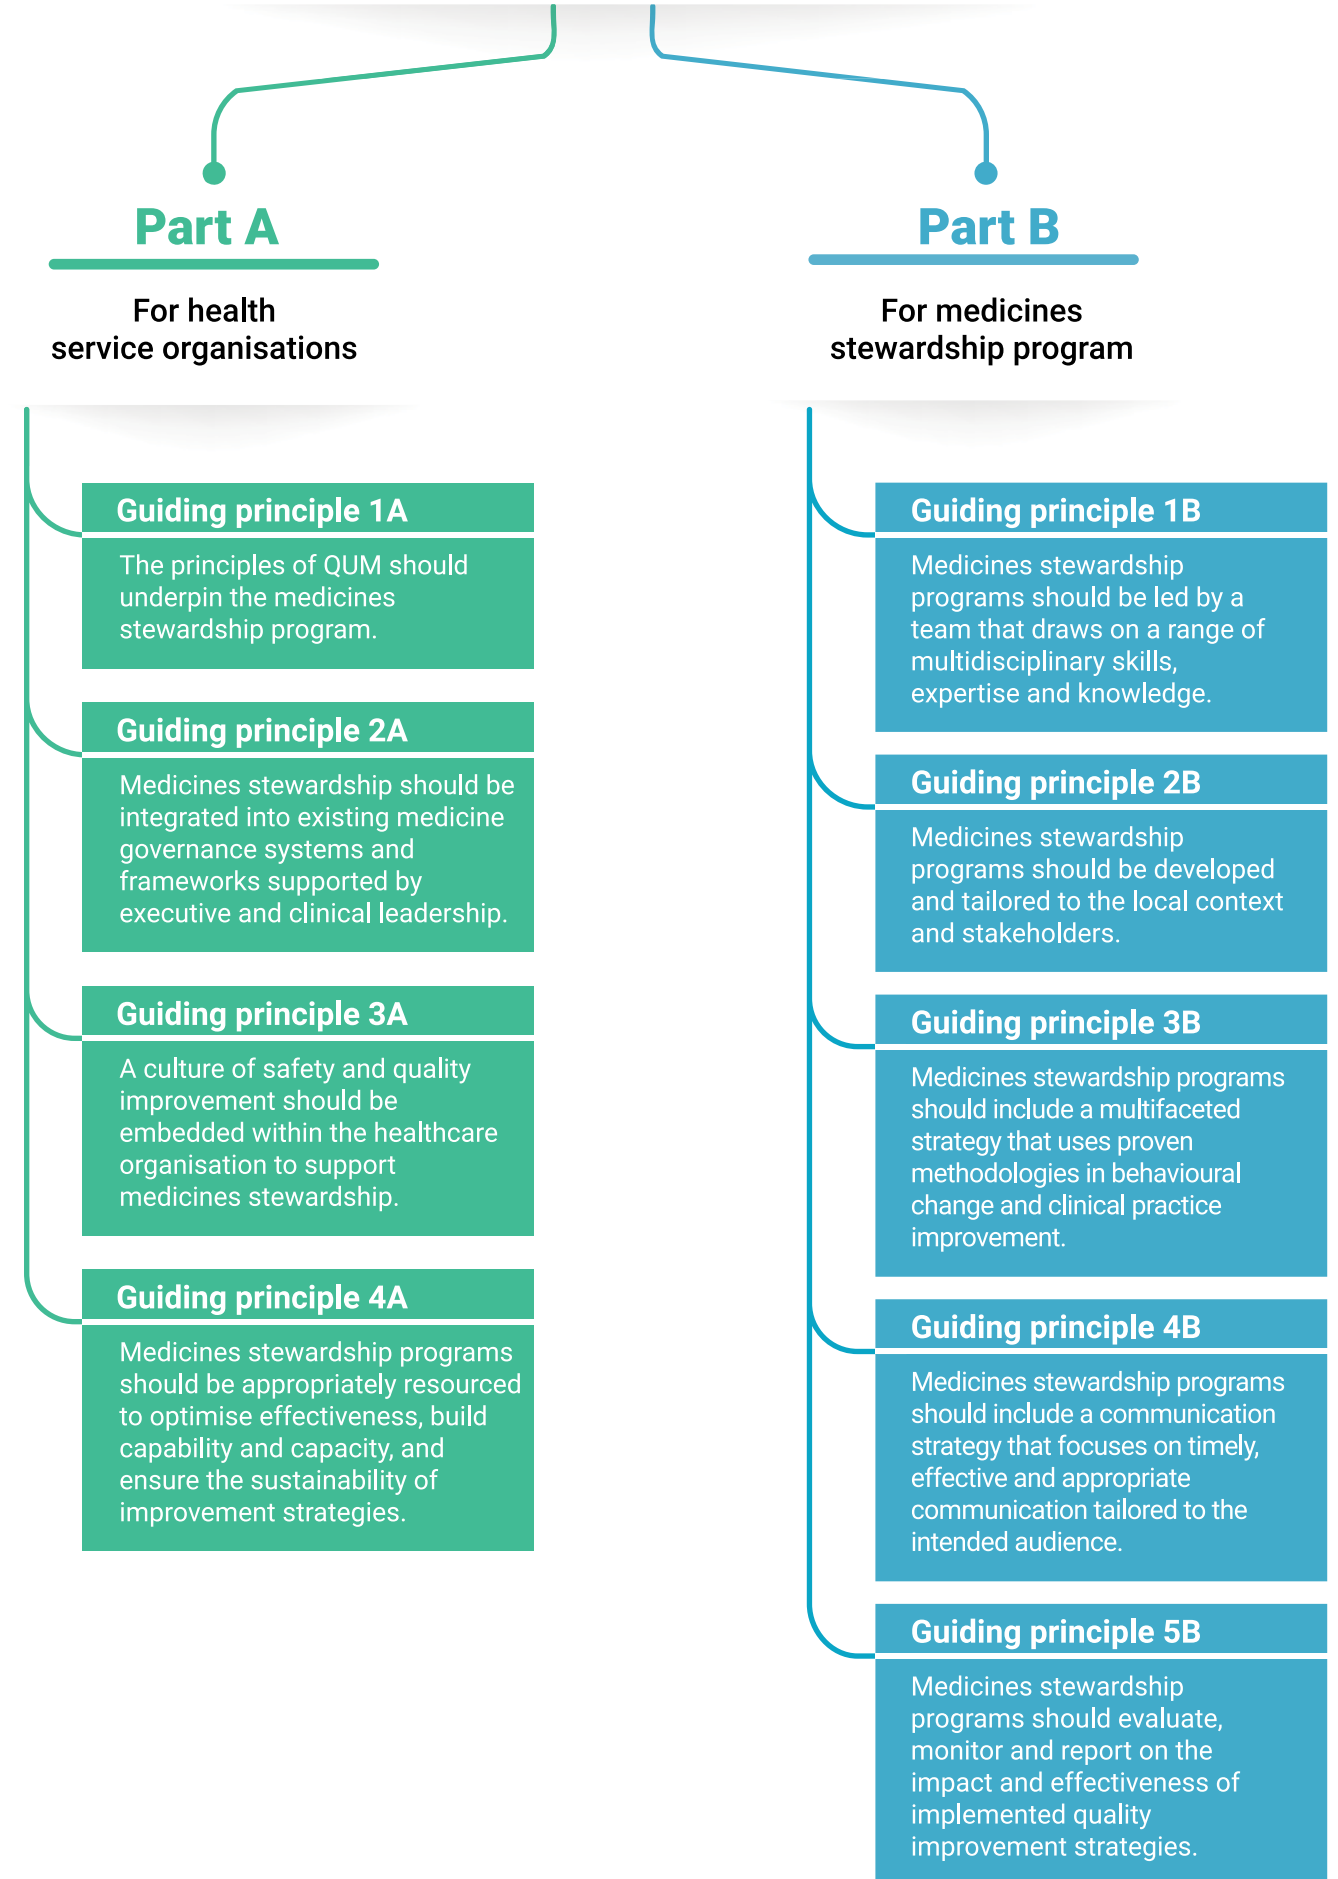 Part A
For health
service organisations
Guiding principle 1A
The principles of QUM should
underpin the medicines
stewardship program.
Guiding principle 2A
Medicines stewardship should be
integrated into existing medicine
governance systems and
frameworks supported by
executive and clinical leadership.
Guiding principle 3A
A culture of safety and quality
improvement should be
embedded within the healthcare
organisation to support
medicines stewardship.
Guiding principle 4A
Medicines stewardship programs
should be appropriately resourced
to optimise effectiveness, build
capability and capacity, and
ensure the sustainability of
improvement strategies.
Part B
For medicines
stewardship program
Guiding principle 1B
Medicines stewardship
programs should be led by a
team that draws on a range of
multidisciplinary skills,
expertise and knowledge.
Guiding principle 2B
Medicines stewardship
programs should be developed
and tailored to the local context
and stakeholders.
Guiding principle 3B
Medicines stewardship programs
should include a multifaceted
strategy that uses proven
methodologies in behavioural
change and clinical practice
improvement.
Guiding principle 4B
Medicines stewardship programs
should include a communication
strategy that focuses on timely,
effective and appropriate
communication tailored to the
intended audience.
Guiding principle 5B
Medicines stewardship
programs should evaluate,
monitor and report on the
impact and effectiveness of
implemented quality
improvement strategies.